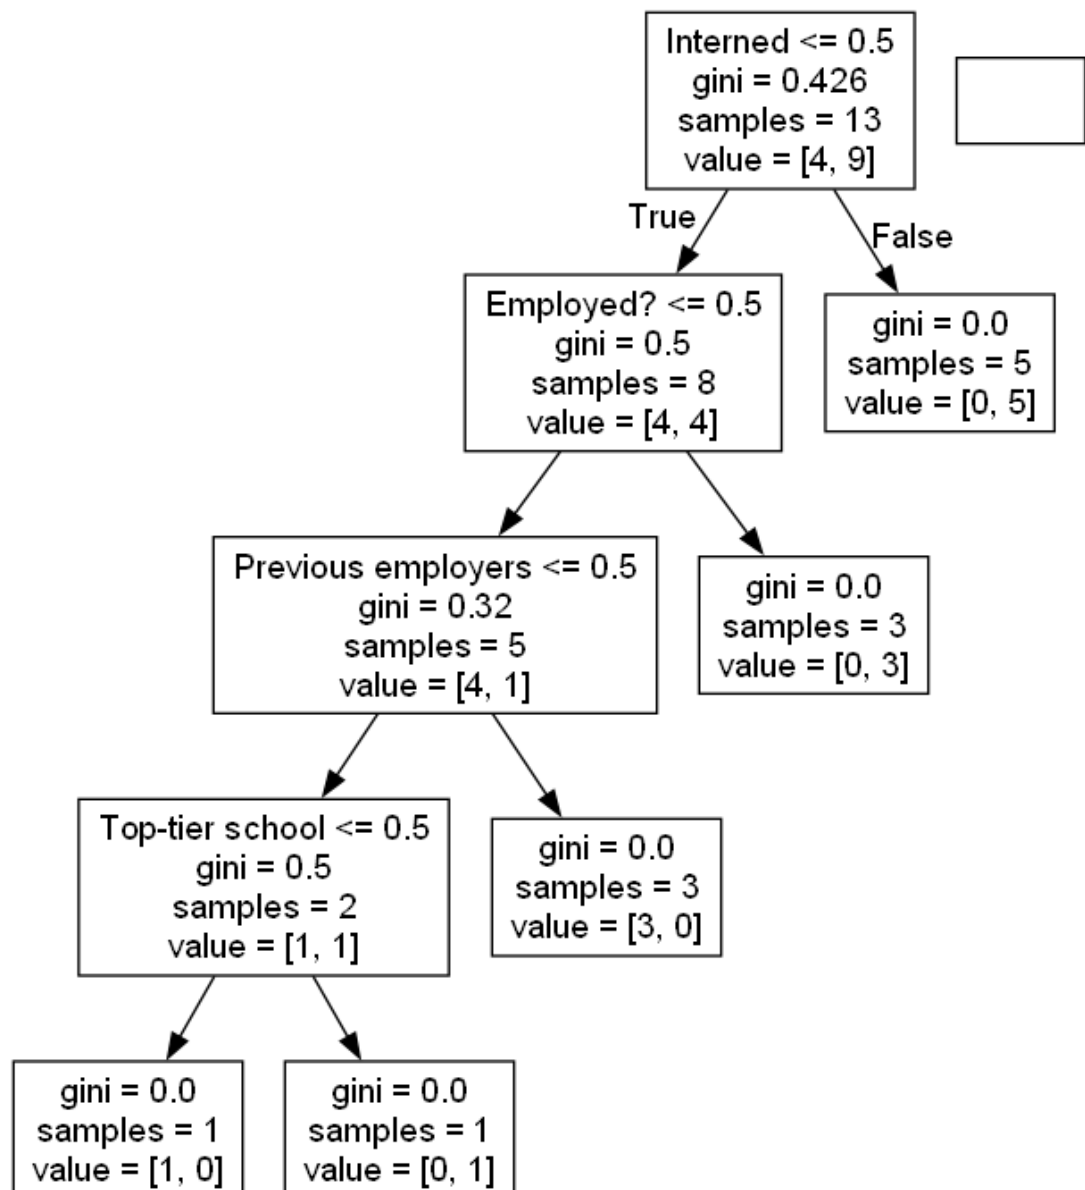 Interned <= 0.5
gini = 0.426
samples = 13
value = [4, 9]
True
False
Employed? <= 0.5
gini = 0.5
samples = 8
value = [4, 4]
gini = 0.0
samples = 5
value = [0, 5]
Previous employers <= 0.5
gini = 0.32
samples = 5
value = [4, 1]
gini = 0.0
samples = 3
value = [0, 3]
Top-tier school <= 0.5
gini = 0.5
samples = 2
value = [1, 1]
gini = 0.0
samples = 3
value = [3, 0]
gini = 0.0
samples = 1
value = [1, 0]
gini = 0.0
samples = 1
value = [0, 1]